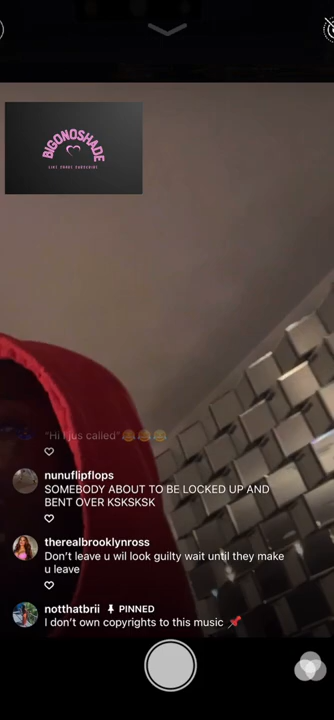 BIGONOSHADE
LIKE SHARE SUBSCRIBE
"Hi I jus called"😂😂😂
nunuflipflops
SOMEBODY ABOUT TO BE LOCKED UP AND
BENT OVER KSKSKSK
therealbrooklynross
Don't leave u wil look guilty wait until they make
u leave
notthatbrii 📌 PINNED
I don't own copyrights to this music 📌